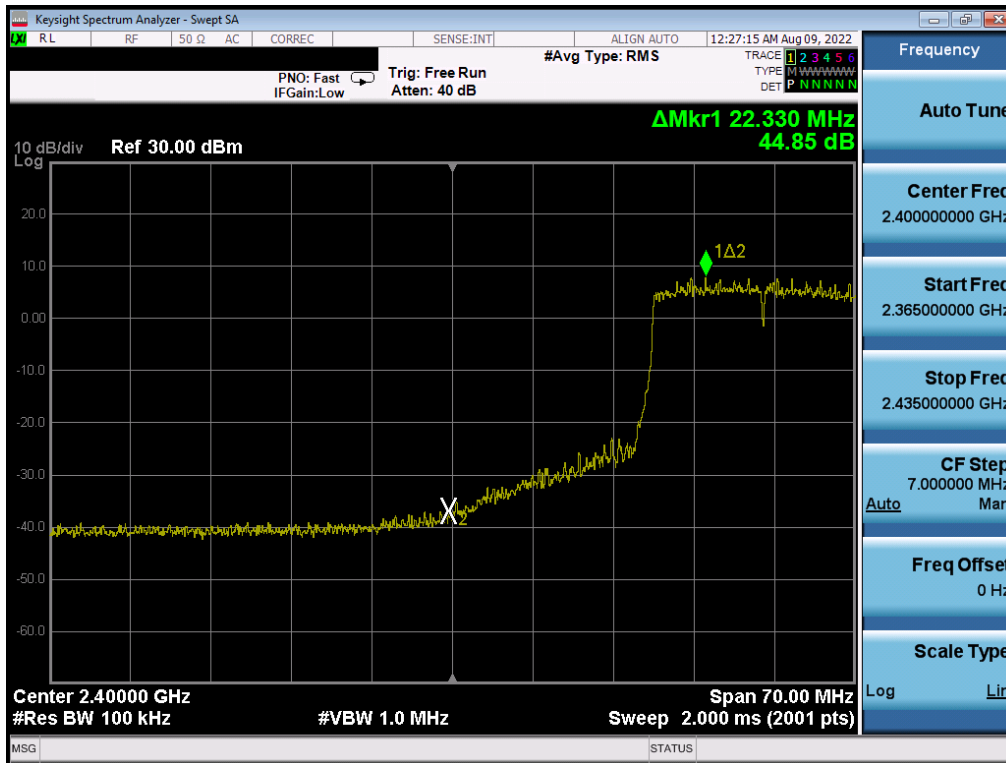 Keysight Spectrum Analyzer - Swept SA
LXI RL RF 50 Ω AC CORREC SENSE:INT ALIGN AUTO 12:27:15 AM Aug 09, 2022
#Avg Type: RMS
TRACE 1 2 3 4 5 6
PNO: Fast Trig: Free Run
TYPE M WWWWW
IFGain:Low Atten: 40 dB
DET P N N N N N
ΔMkr1 22.330 MHz
44.85 dB
10 dB/div Ref 30.00 dBm
Log
20.0
10.0
0.00
-10.0
-20.0
-30.0
-40.0
-50.0
-60.0
1Δ2
X2
Center 2.40000 GHz Span 70.00 MHz
#Res BW 100 kHz #VBW 1.0 MHz Sweep 2.000 ms (2001 pts)
MSG STATUS
Frequency
Auto Tune
Center Freq
2.400000000 GHz
Start Freq
2.365000000 GHz
Stop Freq
2.435000000 GHz
CF Step
7.000000 MHz
Auto Man
Freq Offset
0 Hz
Scale Type
Log Lin